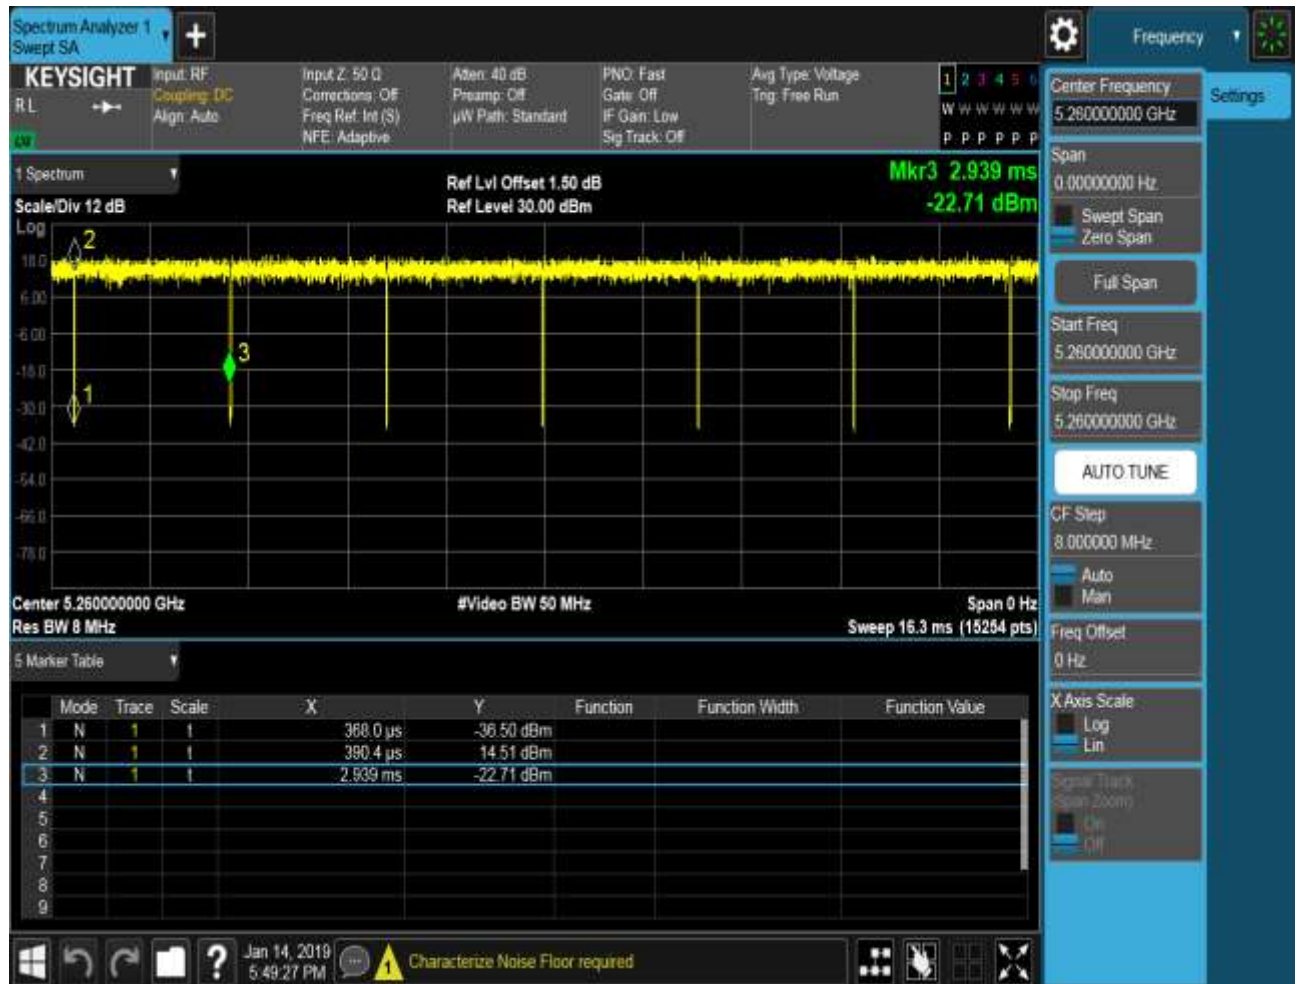 Spectrum Analyzer 1
Swept SA
+
Frequency
KEYSIGHT
RL
Input: RF
Coupling: DC
Align: Auto
Input Z: 50 Ω
Corrections: Off
Freq Ref: Int (S)
NFE: Adaptive
Atten: 40 dB
Preamp: Off
µW Path: Standard
PNO: Fast
Gate: Off
IF Gain: Low
Sig Track: Off
Avg Type: Voltage
Trig: Free Run
1 2 3 4 5 6
W W W W W W
P P P P P P
1 Spectrum
Scale/Div 12 dB
Ref Lvl Offset 1.50 dB
Ref Level 30.00 dBm
Mkr3 2.939 ms
-22.71 dBm
Log
18.0
6.00
-6.00
-18.0
-30.0
-42.0
-54.0
-66.0
-78.0
2
3
1
Center 5.260000000 GHz
#Video BW 50 MHz
Span 0 Hz
Res BW 8 MHz
Sweep 16.3 ms (15254 pts)
5 Marker Table
Mode Trace Scale X Y Function Function Width Function Value
1 N 1 t 368.0 µs -36.50 dBm
2 N 1 t 390.4 µs 14.51 dBm
3 N 1 t 2.939 ms -22.71 dBm
4
5
6
7
8
9
Center Frequency
5.260000000 GHz
Settings
Span
0.00000000 Hz
Swept Span
Zero Span
Full Span
Start Freq
5.260000000 GHz
Stop Freq
5.260000000 GHz
AUTO TUNE
CF Step
8.000000 MHz
Auto
Man
Freq Offset
0 Hz
X Axis Scale
Log
Lin
Signal Track
(Span Zoom)
On
Off
?
Jan 14, 2019
5:49:27 PM
1
Characterize Noise Floor required